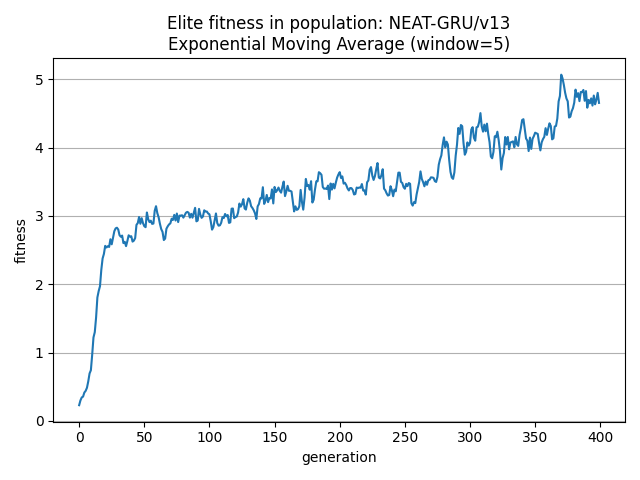 Elite fitness in population: NEAT-GRU/v13
Exponential Moving Average (window=5)
fitness
5
4
3
2
1
0
0 50 100 150 200 250 300 350 400
generation